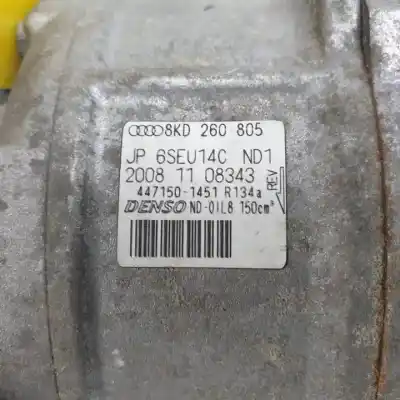 8KD 260 805
JP 6SEU14C ND1
2008 11 08343
REV
447150-1451 R134a
DENSO ND-OIL8 150cm³